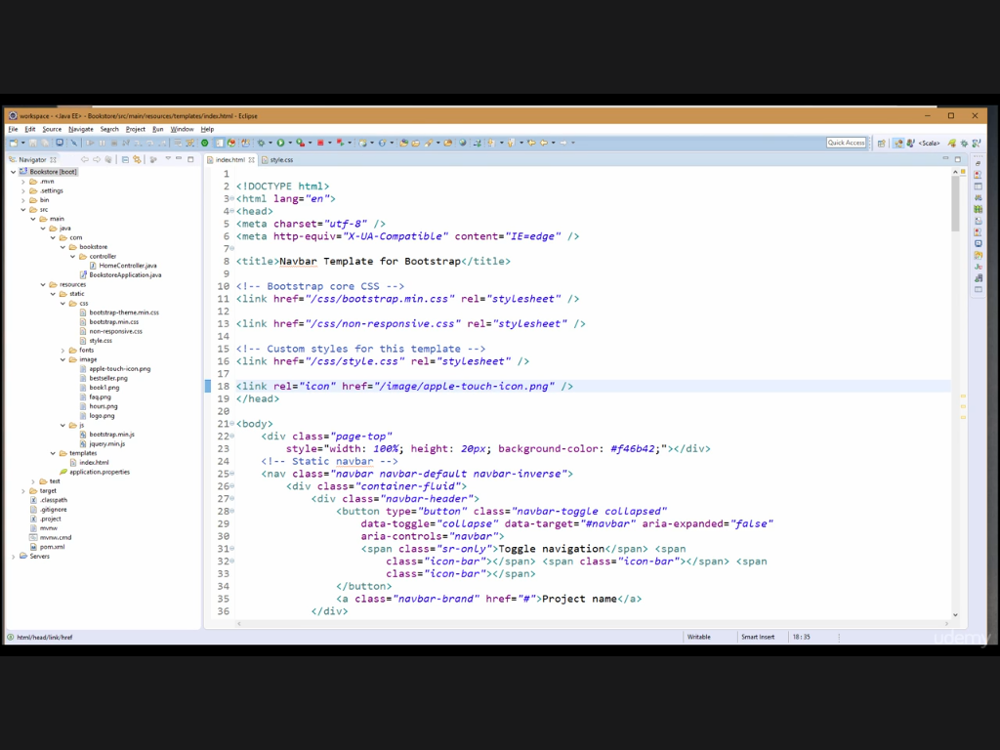 workspace - <Java EE> - Bookstore/src/main/resources/templates/index.html - Eclipse
File Edit Source Navigate Search Project Run Window Help
Quick Access
<Scala>
Navigator
Bookstore [boot]
.mvn
.settings
bin
src
main
java
com
bookstore
controller
HomeController.java
BookstoreApplication.java
resources
static
css
bootstrap-theme.min.css
bootstrap.min.css
non-responsive.css
style.css
fonts
image
apple-touch-icon.png
bestseller.png
book1.png
faq.png
hours.png
logo.png
js
bootstrap.min.js
jquery.min.js
templates
index.html
application.properties
test
target
.classpath
.gitignore
.project
mvnw
mvnw.cmd
pom.xml
Servers
index.html style.css
1
2 <!DOCTYPE html>
3 <html lang="en">
4 <head>
5 <meta charset="utf-8" />
6 <meta http-equiv="X-UA-Compatible" content="IE=edge" />
7
8 <title>Navbar Template for Bootstrap</title>
9
10 <!-- Bootstrap core CSS -->
11 <link href="/css/bootstrap.min.css" rel="stylesheet" />
12
13 <link href="/css/non-responsive.css" rel="stylesheet" />
14
15 <!-- Custom styles for this template -->
16 <link href="/css/style.css" rel="stylesheet" />
17
18 <link rel="icon" href="/image/apple-touch-icon.png" />
19 </head>
20
21 <body>
22 <div class="page-top"
23 style="width: 100%; height: 20px; background-color: #f46b42;"></div>
24 <!-- Static navbar -->
25 <nav class="navbar navbar-default navbar-inverse">
26 <div class="container-fluid">
27 <div class="navbar-header">
28 <button type="button" class="navbar-toggle collapsed"
29 data-toggle="collapse" data-target="#navbar" aria-expanded="false"
30 aria-controls="navbar">
31 <span class="sr-only">Toggle navigation</span> <span
32 class="icon-bar"></span> <span class="icon-bar"></span> <span
33 class="icon-bar"></span>
34 </button>
35 <a class="navbar-brand" href="#">Project name</a>
36 </div>
html/head/link/href
Writable
Smart Insert
18 : 35
udemy